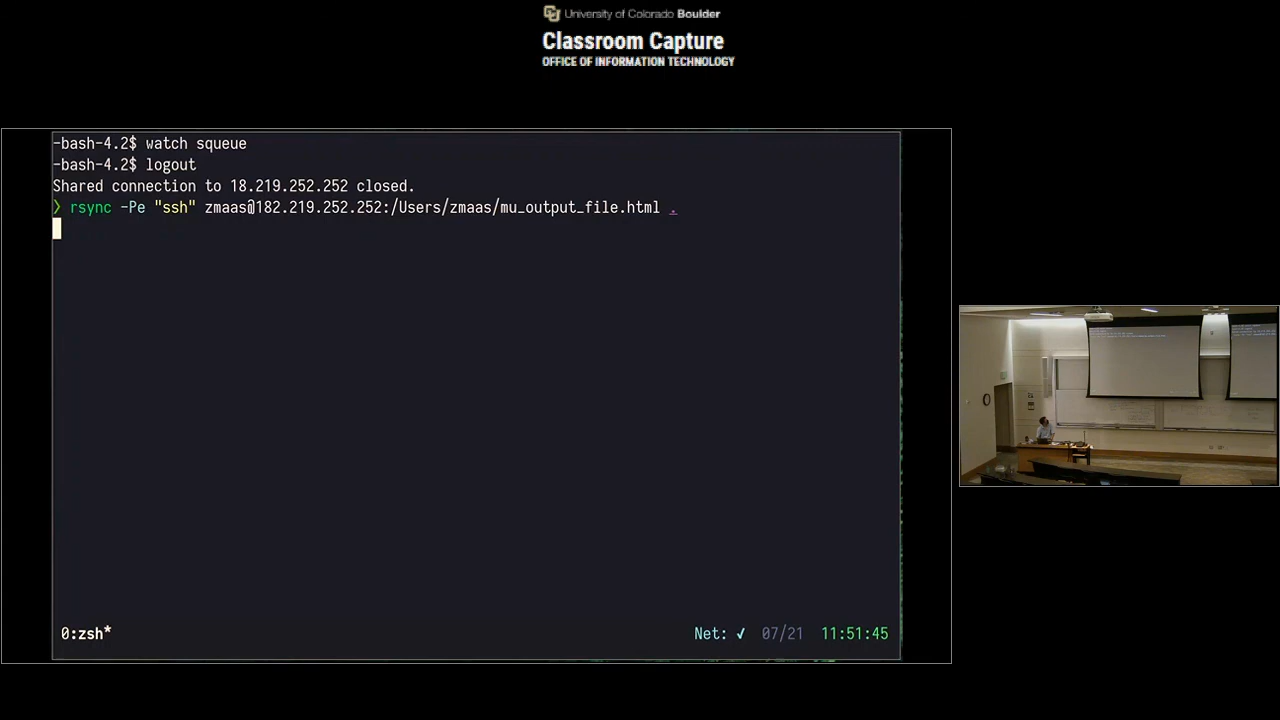 University of Colorado Boulder
Classroom Capture
OFFICE OF INFORMATION TECHNOLOGY
-bash-4.2$ watch squeue
-bash-4.2$ logout
Shared connection to 18.219.252.252 closed.
❯ rsync -Pe "ssh" zmaas@182.219.252.252:/Users/zmaas/mu_output_file.html .
0:zsh* Net: ✓ 07/21 11:51:45